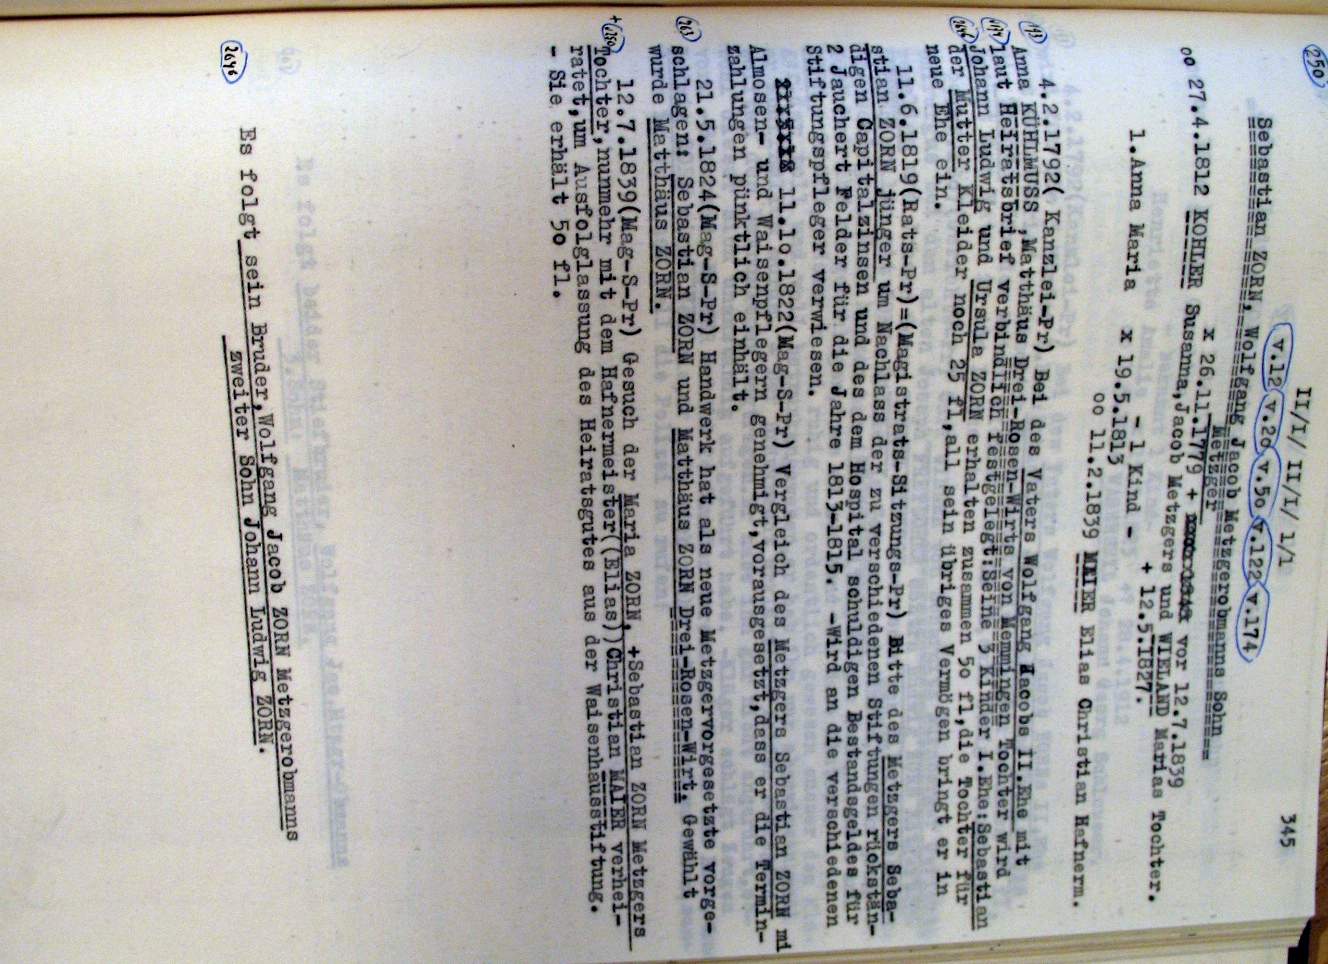 II/I/ II/I/ 1/1 345
250)
v.12 v.20 v.50 v.122 v.174
Sebastian ZORN, Wolfgang Jacob Metzgerobmanns Sohn
Metzger
x 26.11.1779 + vor 12.7.1839
oo 27.4.1812 KOHLER Susanna,Jacob Metzgers und WIELAND Marias Tochter.
+ 12.5.1827.
- 1 Kind -
1.Anna Maria x 19.5.1813
oo 11.2.1839 MEIER Elias Christian Hafnerm.
193) 4.2.1792( Kanzlei-Pr) Bei des Vaters Wolfgang Jacobs II.Ehe mit
Anna KÜHLMUSS ,Matthäus Drei-Rosen-Wirts von Memmingen Tochter wird
laut Heiratsbrief verbindlich festgelegt:Seine 3 Kinder I.Ehe:Sebastian
Johann Ludwig und Ursula ZORN erhalten zusammen 50 fl,die Tochter für
der Mutter Kleider noch 25 fl,all sein übriges Vermögen bringt er in
neue Ehe ein.
11.6.1819(Rats-Pr)=(Magistrats-Sitzungs-Pr) Bitte des Metzgers Seba-
stian ZORN jünger um Nachlass der zu verschiedenen Stiftungen rückstän-
digen Capitalzinsen und des dem Hospital schuldigen Bestandsgeldes für
2 Jauchert Felder für die Jahre 1813-1815. -Wird an die verschiedenen
Stiftungspfleger verwiesen.
11.10.1822(Mag-S-Pr) Vergleich des Metzgers Sebastian ZORN mi
Almosen- und Waisenpflegern genehmigt,vorausgesetzt,dass er die Termin-
zahlungen pünktlich einhält.
21.5.1824(Mag-S-Pr) Handwerk hat als neue Metzgervorgesetzte vorge-
263) schlagen: Sebastian ZORN und Matthäus ZORN Drei-Rosen-Wirt. Gewählt
wurde Matthäus ZORN.
12.7.1839(Mag-S-Pr) Gesuch der Maria ZORN, +Sebastian ZORN Metzgers
+(250) Tochter,nunmehr mit dem Hafnermeister((Elias))Christian MAIER verhei-
ratet,um Ausfolglassung des Heiratsgutes aus der Waisenhausstiftung.
- Sie erhält 50 fl.
Es folgt sein Bruder,Wolfgang Jacob ZORN Metzgerobmanns
zweiter Sohn Johann Ludwig ZORN.